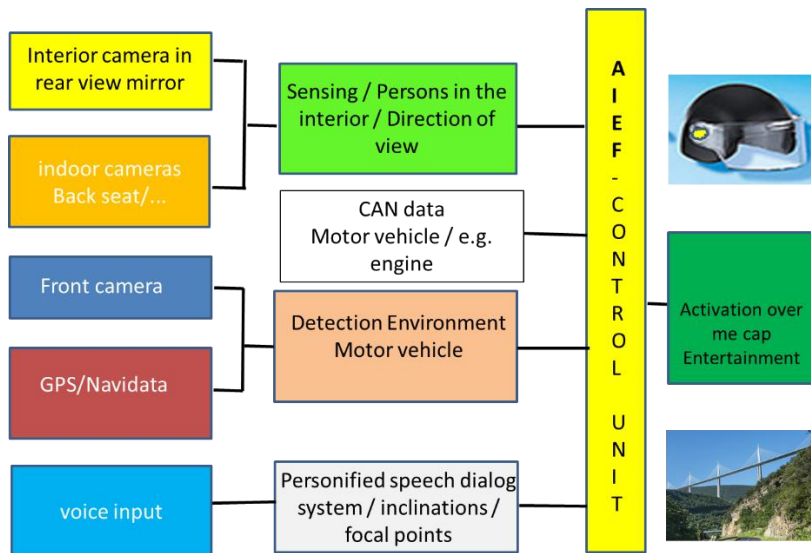 Interior camera in
rear view mirror
indoor cameras
Back seat/...
Front camera
GPS/Navidata
voice input
Sensing / Persons in the
interior / Direction of
view
CAN data
Motor vehicle / e.g.
engine
Detection Environment
Motor vehicle
Personified speech dialog
system / inclinations /
focal points
A
I
E
F
-
C
O
N
T
R
O
L
U
N
I
T
Activation over
me cap
Entertainment